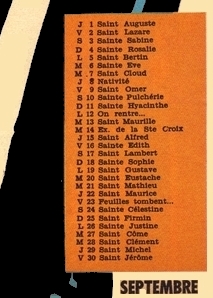 J 1 Saint Auguste
V 2 Saint Lazare
S 3 Sainte Sabine
D 4 Sainte Rosalie
L 5 Saint Bertin
M 6 Sainte Eve
M 7 Saint Cloud
J 8 Nativité
V 9 Saint Omer
S 10 Sainte Pulchérie
D 11 Sainte Hyacinthe
L 12 On rentre...
M 13 Saint Maurille
M 14 Ex. de la Ste Croix
J 15 Saint Alfred
V 16 Sainte Edith
S 17 Saint Lambert
D 18 Sainte Sophie
L 19 Saint Gustave
M 20 Saint Eustache
M 21 Saint Mathieu
J 22 Saint Maurice
V 23 Feuilles tombent...
S 24 Sainte Célestine
D 25 Saint Firmin
L 26 Sainte Justine
M 27 Saint Côme
M 28 Saint Clément
J 29 Saint Michel
V 30 Saint Jérôme
SEPTEMBRE